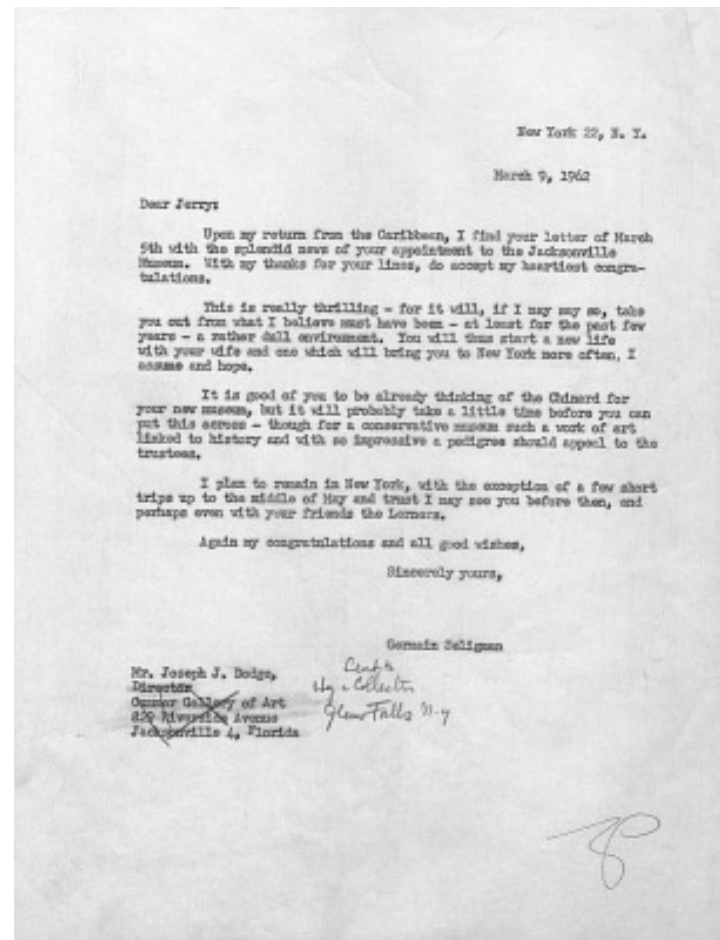 New York 22, N. Y.
March 9, 1962
Dear Jerry:
Upon my return from the Caribbean, I find your letter of March
5th with the splendid news of your appointment to the Jacksonville
Museum. With my thanks for your lines, do accept my heartiest congra-
tulations.
This is really thrilling - for it will, if I may say so, take
you out from what I believe must have been - at least for the past few
years - a rather dull environment. You will thus start a new life
with your wife and one which will bring you to New York more often, I
assume and hope.
It is good of you to be already thinking of the Chinard for
your new museum, but it will probably take a little time before you can
put this across - though for a conservative museum such a work of art
linked to history and with so impressive a pedigree should appeal to the
trustees.
I plan to remain in New York, with the exception of a few short
trips up to the middle of May and trust I may see you before then, and
perhaps even with your friends the Lerners.
Again my congratulations and all good wishes,
Sincerely yours,
Germain Seligman
Mr. Joseph J. Dodge,
Director
Cummer Gallery of Art
829 Riverside Avenue
Jacksonville 4, Florida
Hyde Collection
Glens Falls N-Y